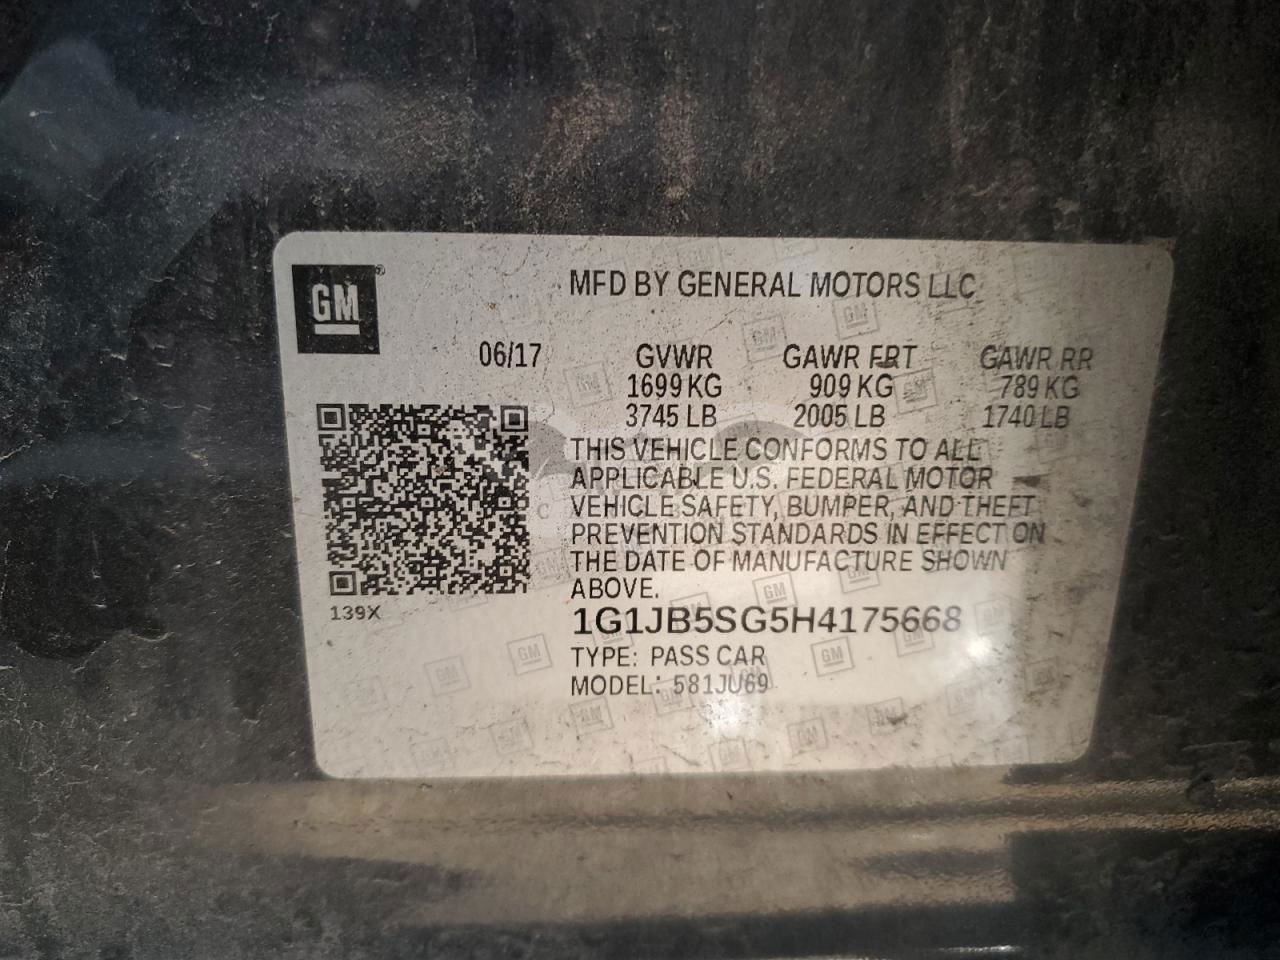 GM
MFD BY GENERAL MOTORS LLC
06/17 GVWR GAWR FRT GAWR RR
1699 KG 909 KG 789 KG
3745 LB 2005 LB 1740 LB
THIS VEHICLE CONFORMS TO ALL
APPLICABLE U.S. FEDERAL MOTOR
VEHICLE SAFETY, BUMPER, AND THEFT
PREVENTION STANDARDS IN EFFECT ON
THE DATE OF MANUFACTURE SHOWN
ABOVE.
139X
1G1JB5SG5H4175668
TYPE: PASS CAR
MODEL: 581JU69